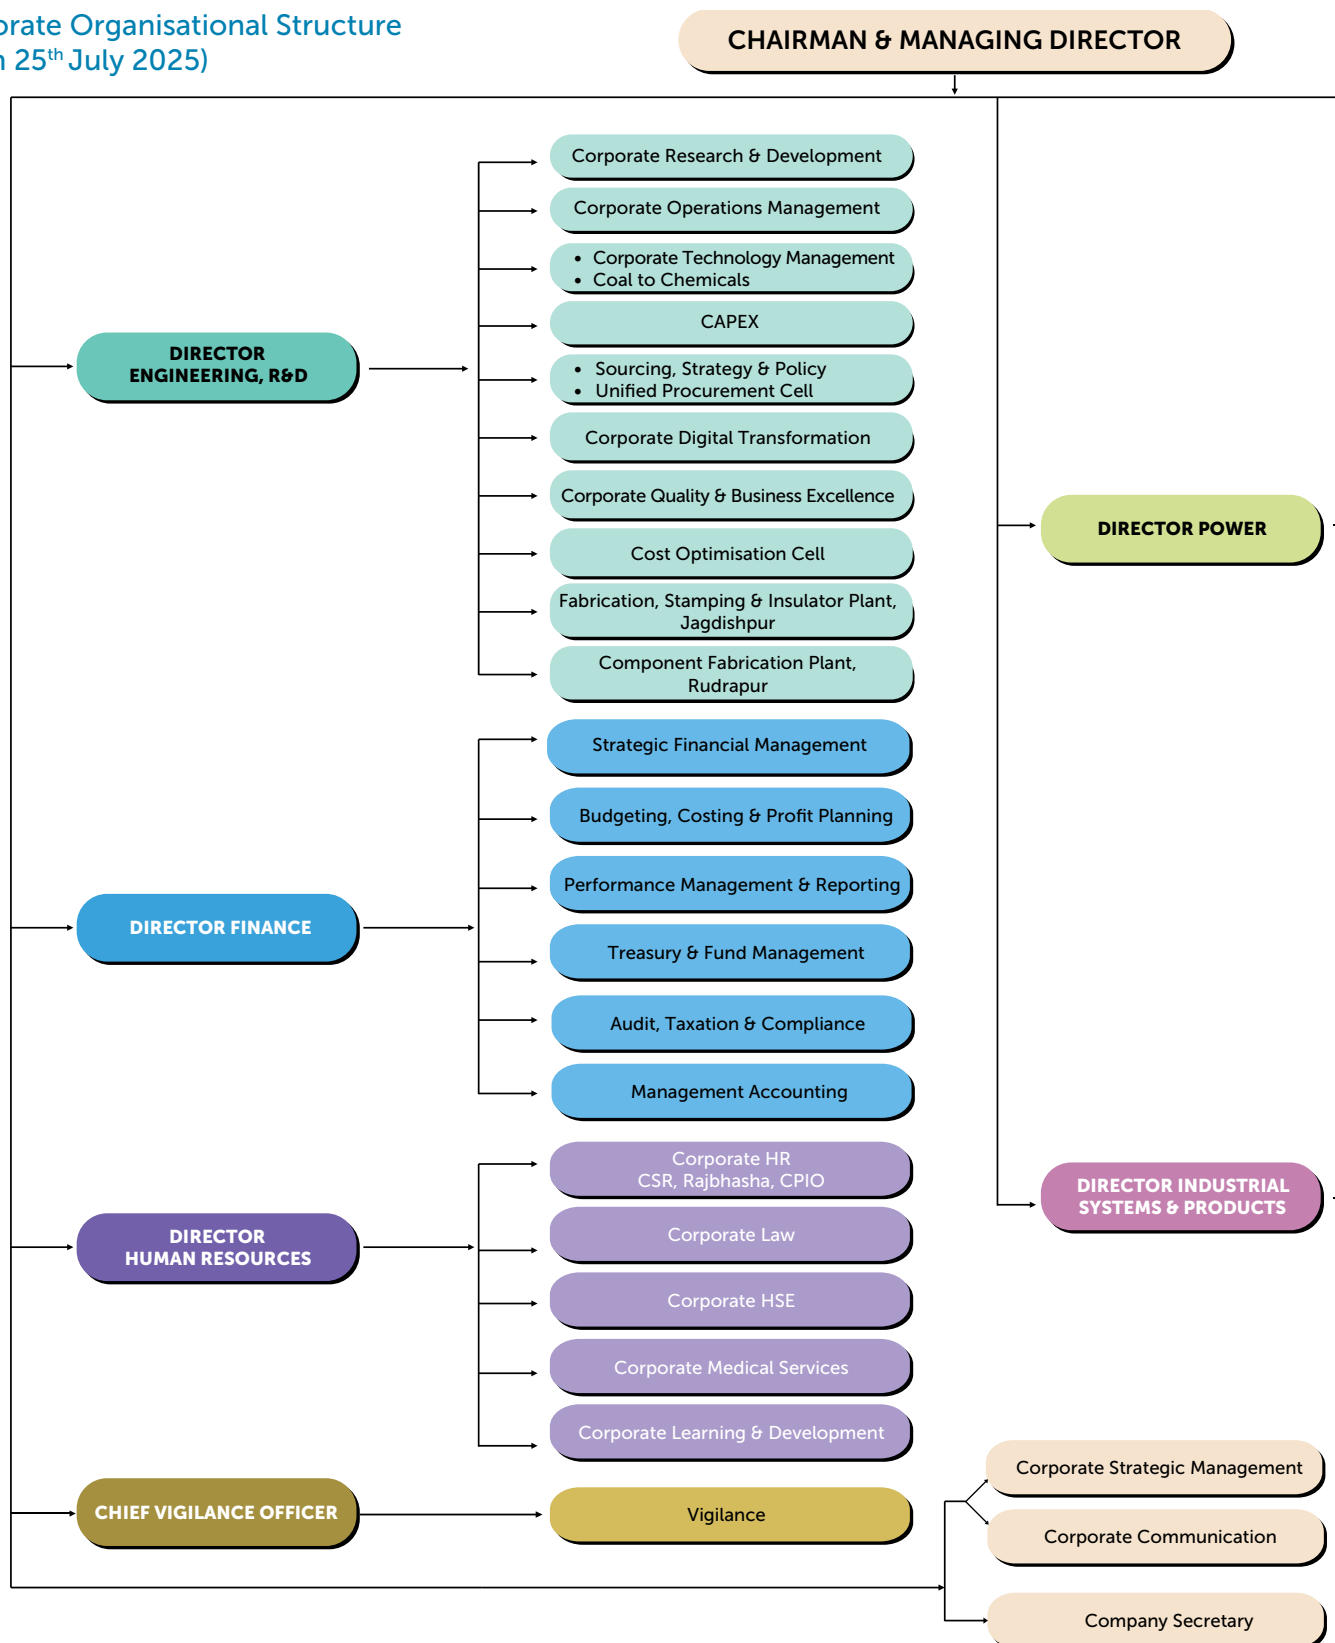 orate Organisational Structure
n 25th July 2025)
CHAIRMAN & MANAGING DIRECTOR
DIRECTOR
ENGINEERING, R&D
Corporate Research & Development
Corporate Operations Management
• Corporate Technology Management
• Coal to Chemicals
CAPEX
• Sourcing, Strategy & Policy
• Unified Procurement Cell
Corporate Digital Transformation
Corporate Quality & Business Excellence
Cost Optimisation Cell
Fabrication, Stamping & Insulator Plant,
Jagdishpur
Component Fabrication Plant,
Rudrapur
DIRECTOR FINANCE
Strategic Financial Management
Budgeting, Costing & Profit Planning
Performance Management & Reporting
Treasury & Fund Management
Audit, Taxation & Compliance
Management Accounting
DIRECTOR
HUMAN RESOURCES
Corporate HR
CSR, Rajbhasha, CPIO
Corporate Law
Corporate HSE
Corporate Medical Services
Corporate Learning & Development
CHIEF VIGILANCE OFFICER
Vigilance
DIRECTOR POWER
DIRECTOR INDUSTRIAL
SYSTEMS & PRODUCTS
Corporate Strategic Management
Corporate Communication
Company Secretary